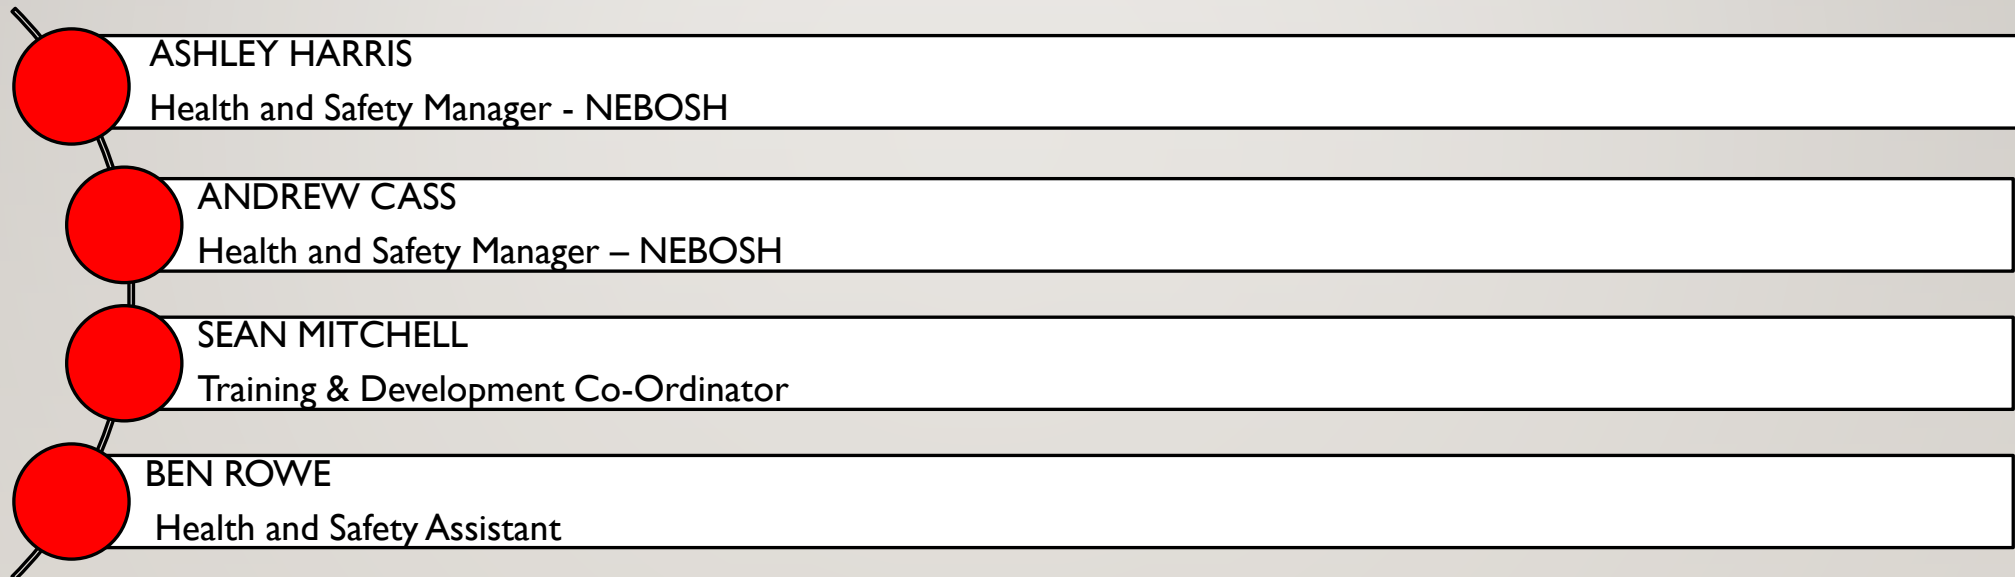 ASHLEY HARRIS
Health and Safety Manager - NEBOSH
ANDREW CASS
Health and Safety Manager – NEBOSH
SEAN MITCHELL
Training & Development Co-Ordinator
BEN ROWE
Health and Safety Assistant